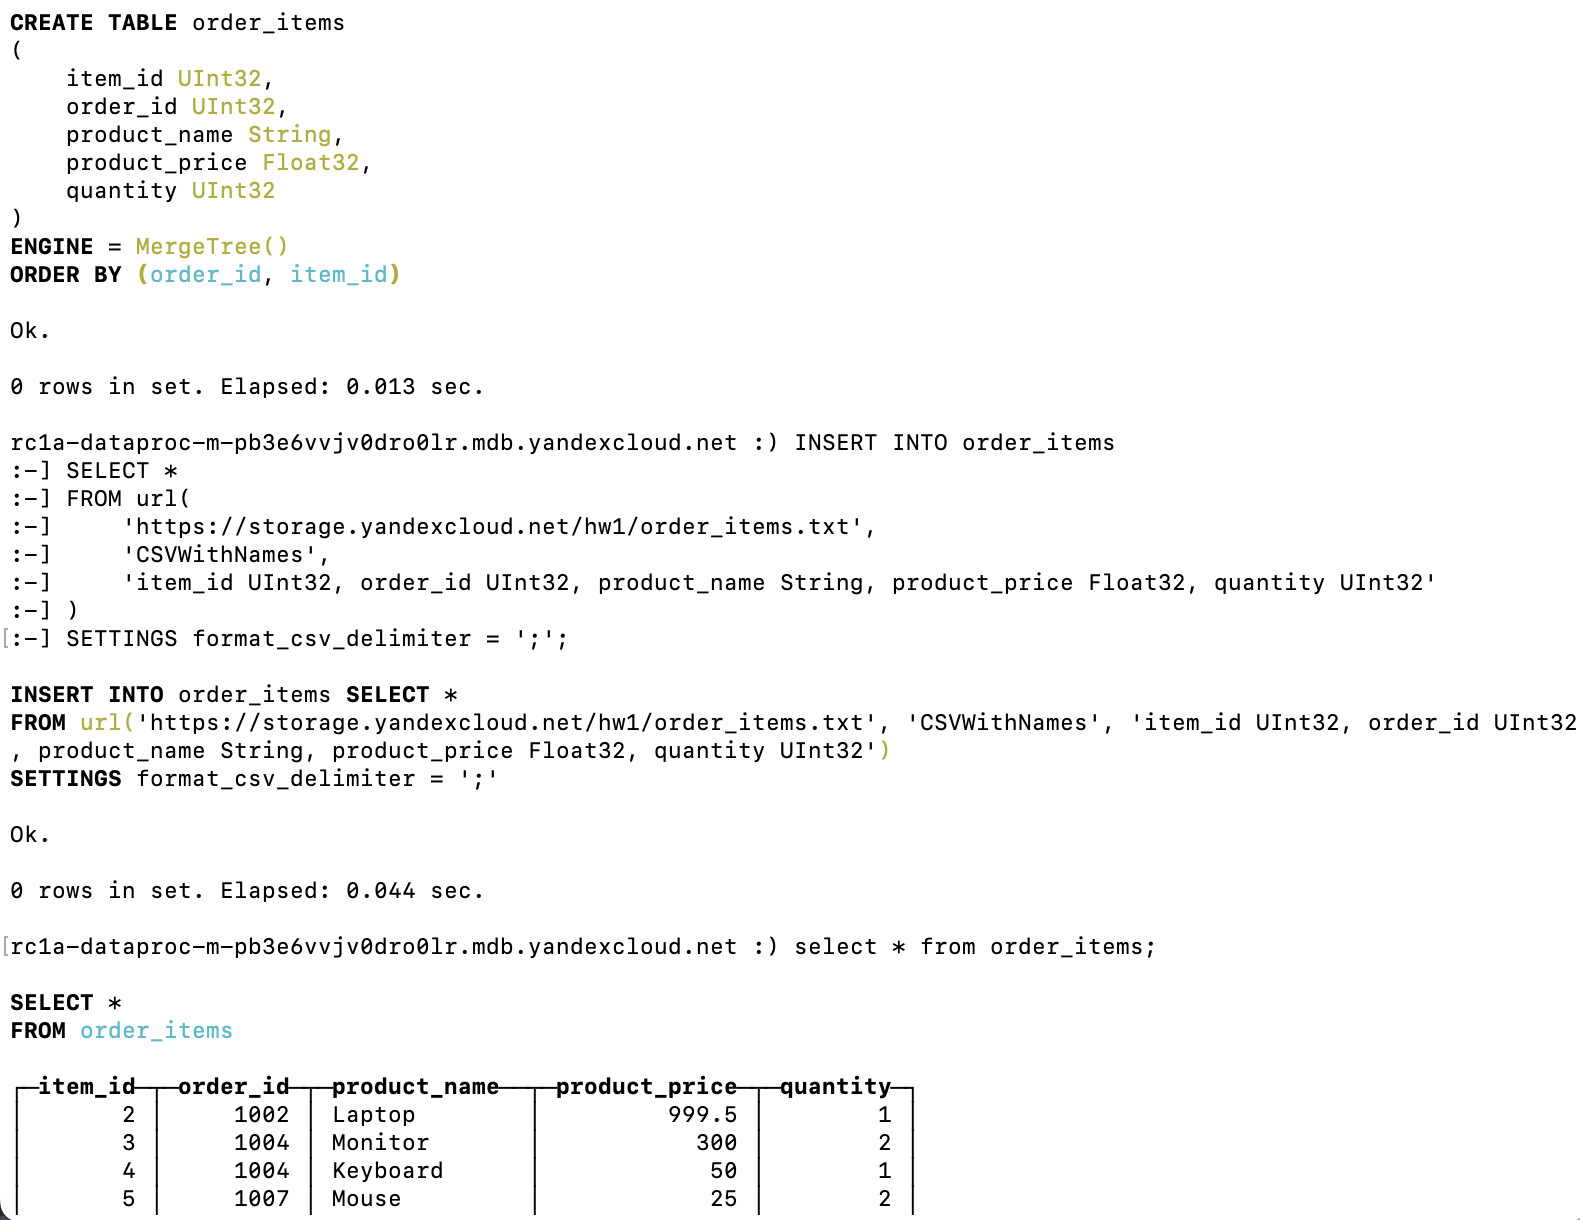 CREATE TABLE order_items
(
    item_id UInt32,
    order_id UInt32,
    product_name String,
    product_price Float32,
    quantity UInt32
)
ENGINE = MergeTree()
ORDER BY (order_id, item_id)

Ok.

0 rows in set. Elapsed: 0.013 sec.

rc1a-dataproc-m-pb3e6vvjv0dro0lr.mdb.yandexcloud.net :) INSERT INTO order_items
:-] SELECT *
:-] FROM url(
:-]     'https://storage.yandexcloud.net/hw1/order_items.txt',
:-]     'CSVWithNames',
:-]     'item_id UInt32, order_id UInt32, product_name String, product_price Float32, quantity UInt32'
:-] )
[:-] SETTINGS format_csv_delimiter = ';';

INSERT INTO order_items SELECT *
FROM url('https://storage.yandexcloud.net/hw1/order_items.txt', 'CSVWithNames', 'item_id UInt32, order_id UInt32
, product_name String, product_price Float32, quantity UInt32')
SETTINGS format_csv_delimiter = ';'

Ok.

0 rows in set. Elapsed: 0.044 sec.

[rc1a-dataproc-m-pb3e6vvjv0dro0lr.mdb.yandexcloud.net :) select * from order_items;

SELECT *
FROM order_items

┌─item_id─┬─order_id─┬─product_name──┬─product_price─┬─quantity─┐
│       2 │     1002 │ Laptop        │         999.5 │        1 │
│       3 │     1004 │ Monitor       │           300 │        2 │
│       4 │     1004 │ Keyboard      │            50 │        1 │
│       5 │     1007 │ Mouse         │            25 │        2 │